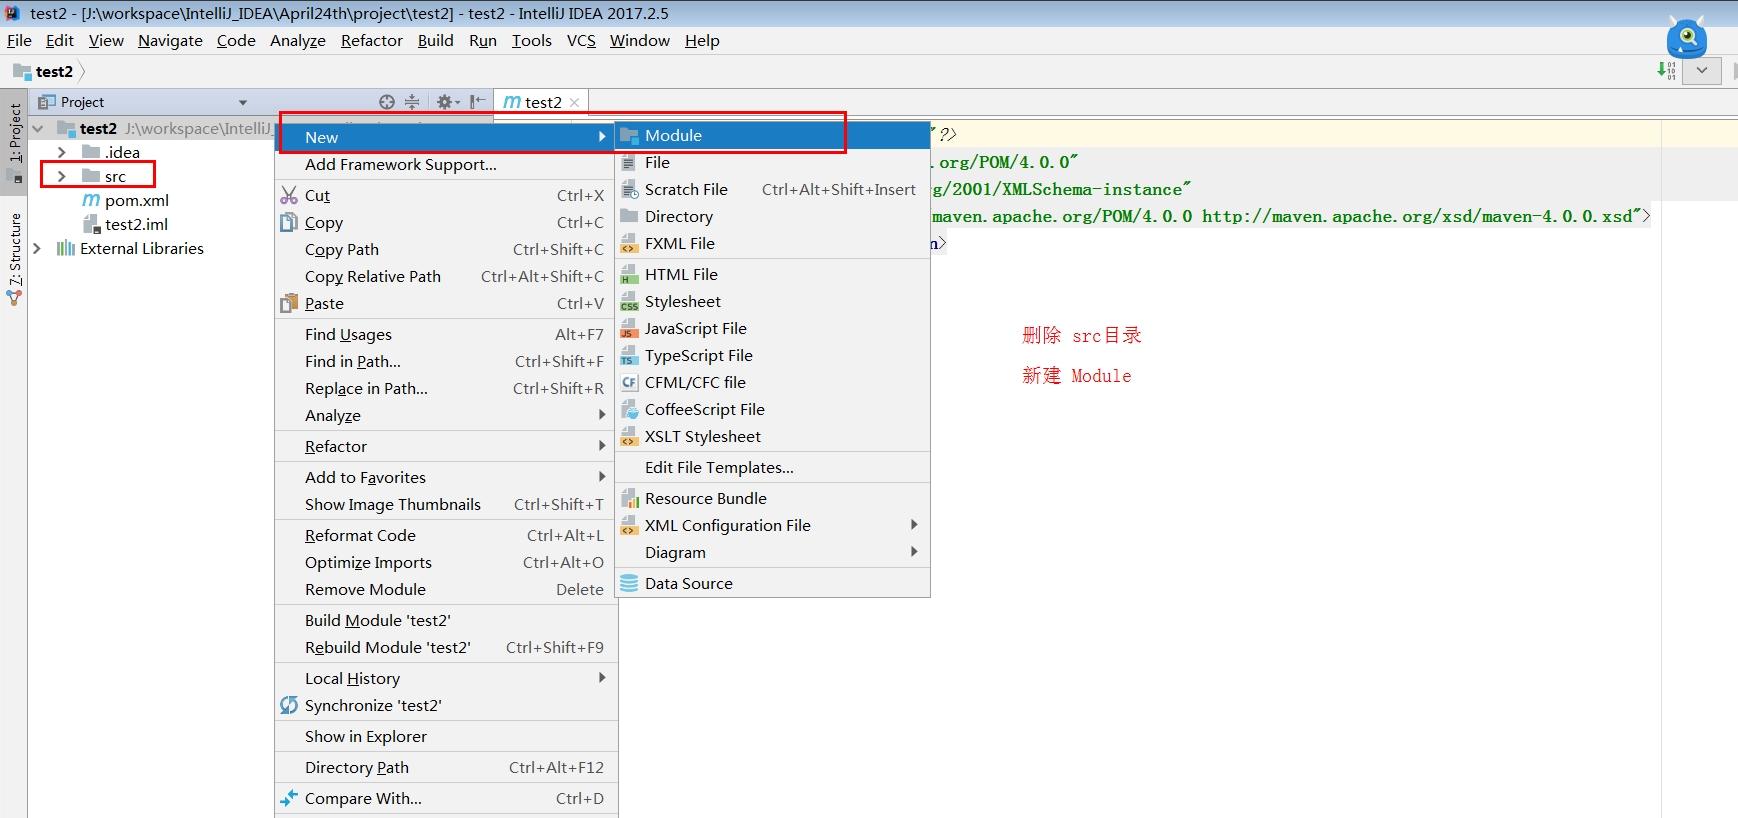 test2 - [J:\workspace\IntelliJ_IDEA\April24th\project\test2] - test2 - IntelliJ IDEA 2017.2.5
File Edit View Navigate Code Analyze Refactor Build Run Tools VCS Window Help
test2
Project
test2
1: Project
Z: Structure
test2 J:\workspace\IntelliJ_
.idea
src
pom.xml
test2.iml
External Libraries
New
Add Framework Support...
Cut Ctrl+X
Copy Ctrl+C
Copy Path Ctrl+Shift+C
Copy Relative Path Ctrl+Alt+Shift+C
Paste Ctrl+V
Find Usages Alt+F7
Find in Path... Ctrl+Shift+F
Replace in Path... Ctrl+Shift+R
Analyze
Refactor
Add to Favorites
Show Image Thumbnails Ctrl+Shift+T
Reformat Code Ctrl+Alt+L
Optimize Imports Ctrl+Alt+O
Remove Module Delete
Build Module 'test2'
Rebuild Module 'test2' Ctrl+Shift+F9
Local History
Synchronize 'test2'
Show in Explorer
Directory Path Ctrl+Alt+F12
Compare With... Ctrl+D
Module
File
Scratch File Ctrl+Alt+Shift+Insert
Directory
FXML File
HTML File
Stylesheet
JavaScript File
TypeScript File
CFML/CFC file
CoffeeScript File
XSLT Stylesheet
Edit File Templates...
Resource Bundle
XML Configuration File
Diagram
Data Source
"?>
.org/POM/4.0.0"
g/2001/XMLSchema-instance"
/maven.apache.org/POM/4.0.0 http://maven.apache.org/xsd/maven-4.0.0.xsd">
n>
删除 src目录
新建 Module